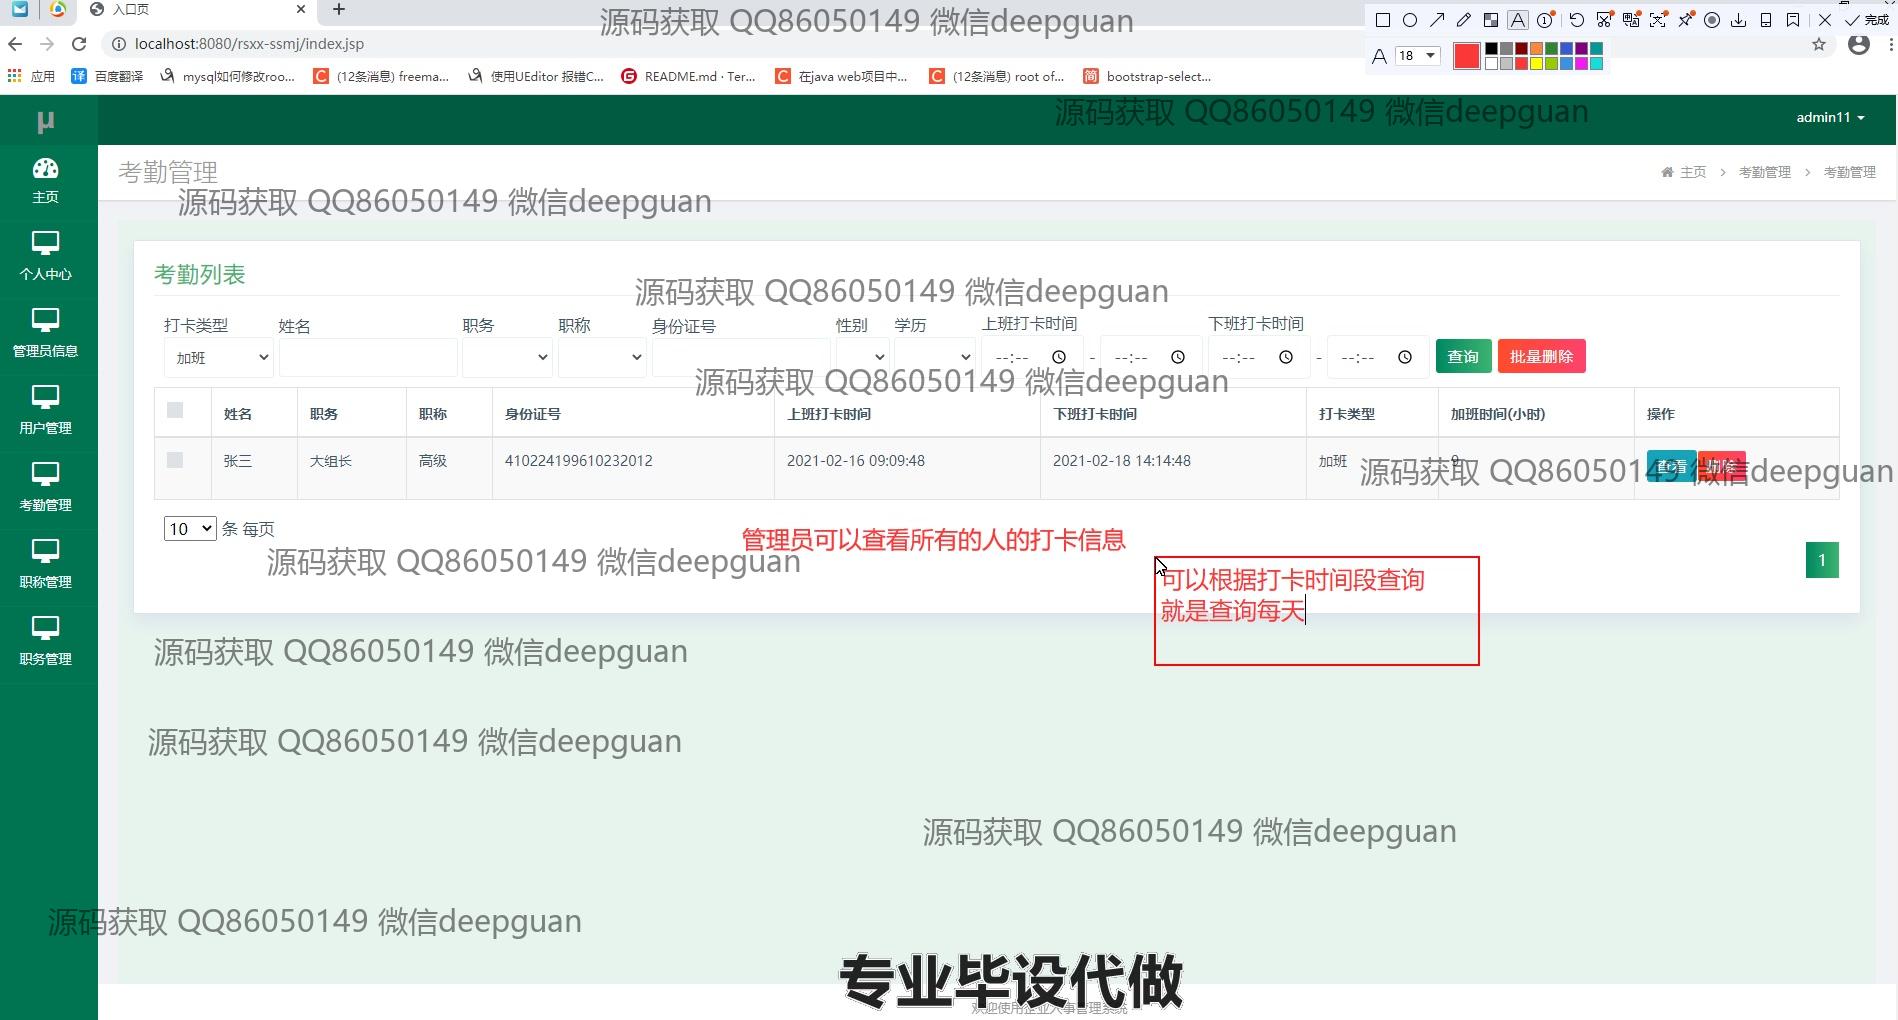 入口页
源码获取 QQ86050149 微信deepguan
完成
localhost:8080/rsxx-ssmj/index.jsp
A 18
应用 百度翻译 mysql如何修改roo... (12条消息) freema... 使用UEditor 报错C... README.md · Ter... 在java web项目中... (12条消息) root of... bootstrap-select...
μ
源码获取 QQ86050149 微信deepguan
admin11
考勤管理
主页 > 考勤管理 > 考勤管理
源码获取 QQ86050149 微信deepguan
主页
个人中心
管理员信息
用户管理
考勤管理
职称管理
职务管理
考勤列表
源码获取 QQ86050149 微信deepguan
打卡类型 姓名 职务 职称 身份证号 性别 学历 上班打卡时间 下班打卡时间
加班 --:-- - --:-- --:-- - --:-- 查询 批量删除
源码获取 QQ86050149 微信deepguan
姓名 职务 职称 身份证号 上班打卡时间 下班打卡时间 打卡类型 加班时间(小时) 操作
张三 大组长 高级 410224199610232012 2021-02-16 09:09:48 2021-02-18 14:14:48 加班 9 查看 删除
源码获取 QQ86050149 微信deepguan
10 条 每页
管理员可以查看所有的人的打卡信息
源码获取 QQ86050149 微信deepguan
1
可以根据打卡时间段查询
就是查询每天
源码获取 QQ86050149 微信deepguan
源码获取 QQ86050149 微信deepguan
源码获取 QQ86050149 微信deepguan
源码获取 QQ86050149 微信deepguan
专业毕设代做
欢迎使用企业人事管理系统